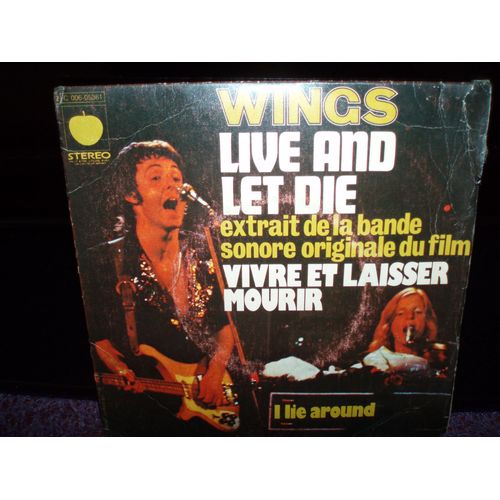 WINGS
LIVE AND
LET DIE
extrait de la bande
sonore originale du film
VIVRE ET LAISSER
MOURIR
STEREO
I lie around